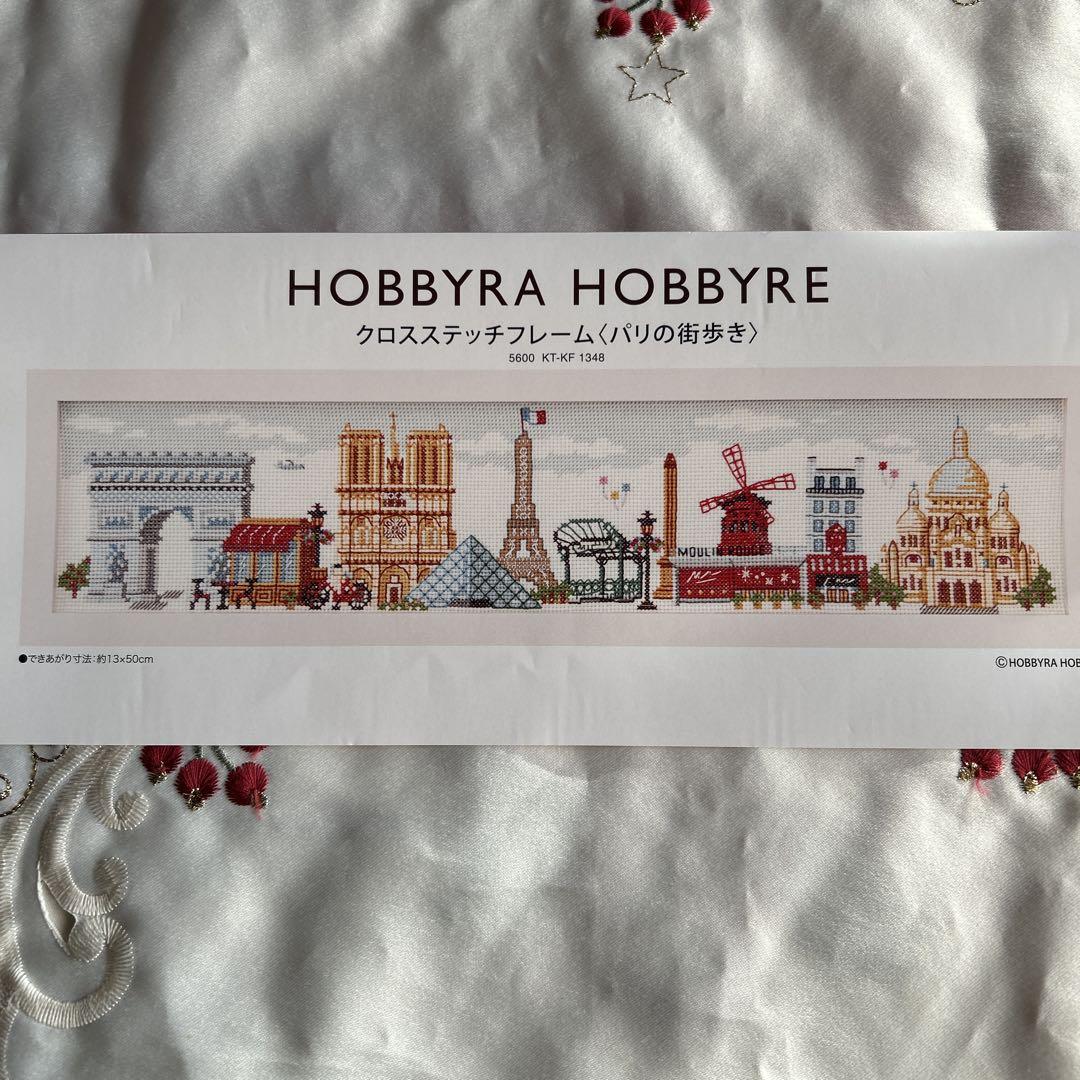 HOBBYRA HOBBYRE
クロスステッチフレーム〈パリの街歩き〉
5600 KT-KF 1348
MOULIN ROUGE
●できあがり寸法:約13×50cm
©HOBBYRA HOB